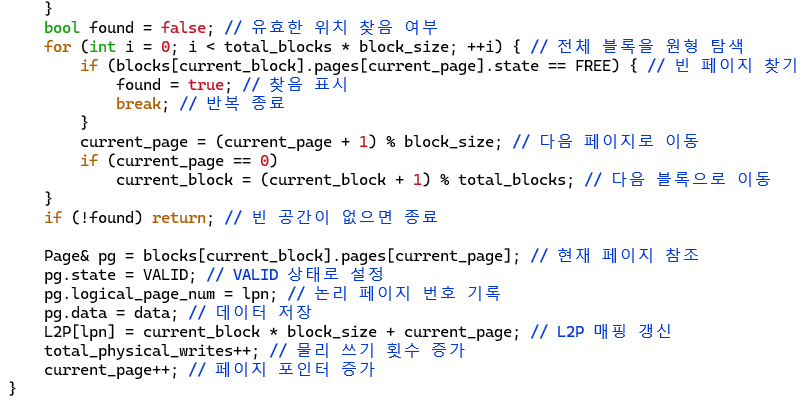 }
    bool found = false; // 유효한 위치 찾음 여부
    for (int i = 0; i < total_blocks * block_size; ++i) { // 전체 블록을 원형 탐색
        if (blocks[current_block].pages[current_page].state == FREE) { // 빈 페이지 찾기
            found = true; // 찾음 표시
            break; // 반복 종료
        }
        current_page = (current_page + 1) % block_size; // 다음 페이지로 이동
        if (current_page == 0)
            current_block = (current_block + 1) % total_blocks; // 다음 블록으로 이동
    }
    if (!found) return; // 빈 공간이 없으면 종료

    Page& pg = blocks[current_block].pages[current_page]; // 현재 페이지 참조
    pg.state = VALID; // VALID 상태로 설정
    pg.logical_page_num = lpn; // 논리 페이지 번호 기록
    pg.data = data; // 데이터 저장
    L2P[lpn] = current_block * block_size + current_page; // L2P 매핑 갱신
    total_physical_writes++; // 물리 쓰기 횟수 증가
    current_page++; // 페이지 포인터 증가
}